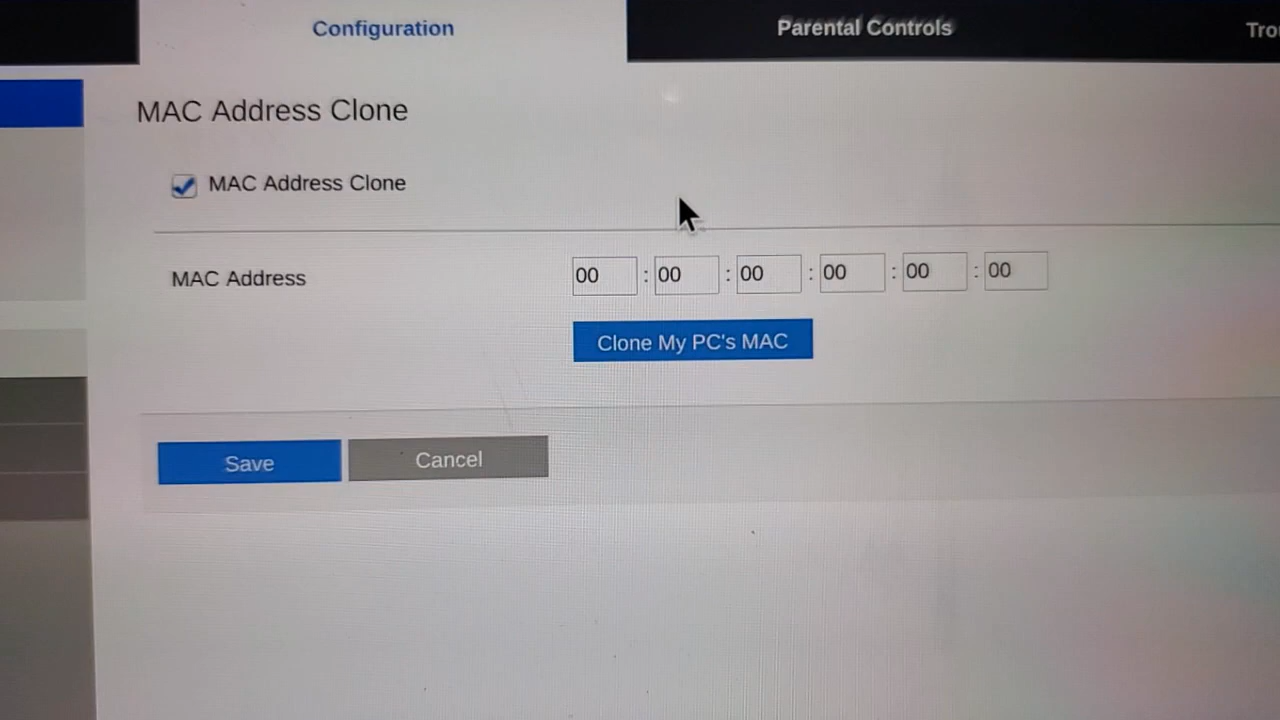 Configuration
Parental Controls
MAC Address Clone
MAC Address Clone
MAC Address 00 : 00 : 00 : 00 : 00 : 00
Clone My PC's MAC
Save Cancel